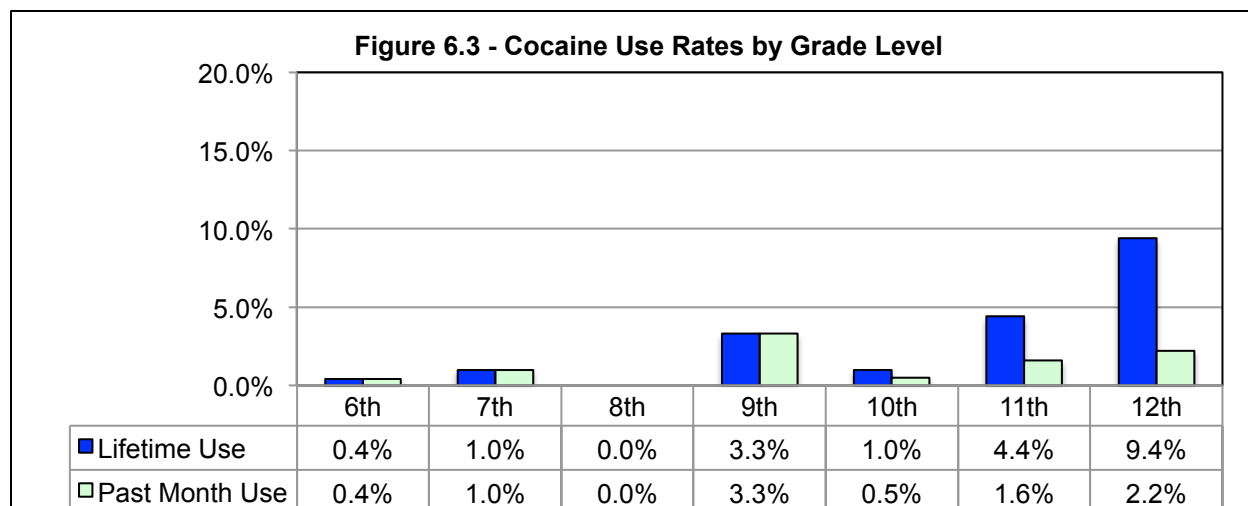 Figure 6.3 - Cocaine Use Rates by Grade Level
20.0%
15.0%
10.0%
5.0%
0.0%
6th 7th 8th 9th 10th 11th 12th
Lifetime Use 0.4% 1.0% 0.0% 3.3% 1.0% 4.4% 9.4%
Past Month Use 0.4% 1.0% 0.0% 3.3% 0.5% 1.6% 2.2%